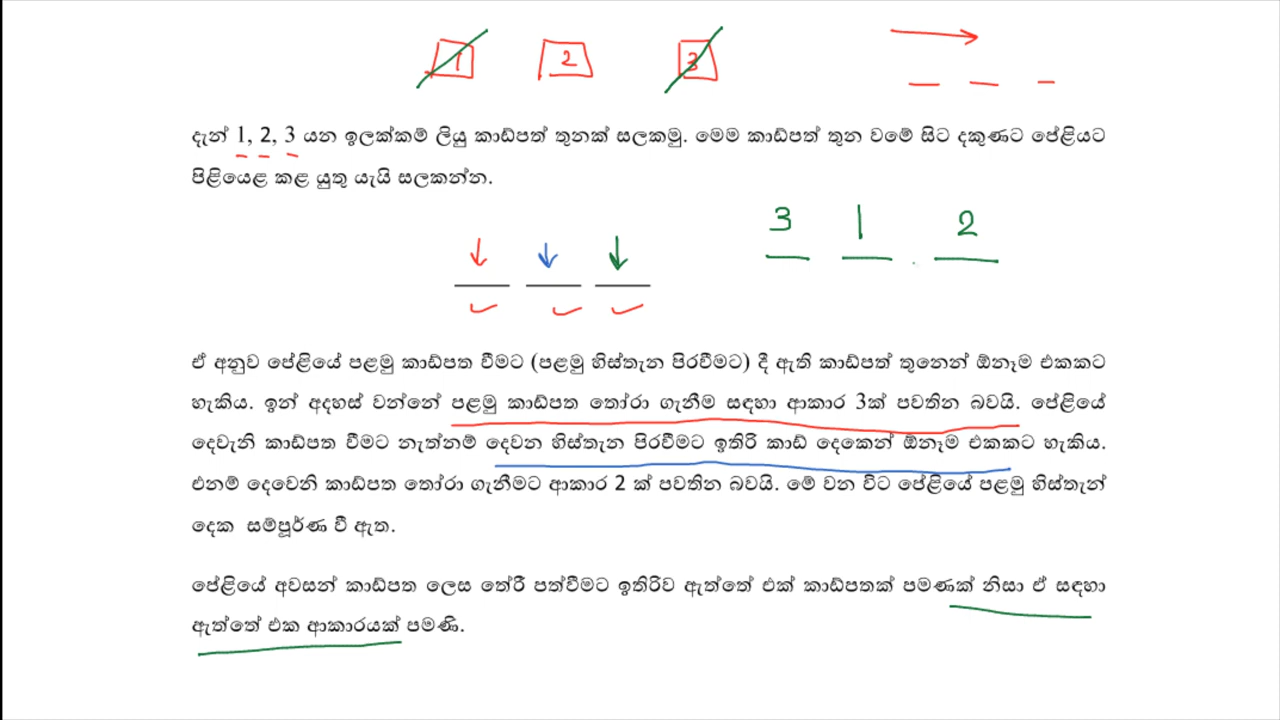 1 2 3
දැන් 1, 2, 3 යන ඉලක්කම් ලියු කාඩ්පත් තුනක් සලකමු. මෙම කාඩ්පත් තුන වමේ සිට දකුණට පේළියට
පිළියෙළ කළ යුතු යැයි සලකන්න.
3 1 2
ඒ අනුව පේළියේ පළමු කාඩ්පත වීමට (පළමු හිස්තැන පිරවීමට) දී ඇති කාඩ්පත් තුනෙන් ඕනෑම එකකට
හැකිය. ඉන් අදහස් වන්නේ පළමු කාඩ්පත තෝරා ගැනීම සඳහා ආකාර 3ක් පවතින බවයි. පේළියේ
දෙවැනි කාඩ්පත වීමට නැත්නම් දෙවන හිස්තැන පිරවීමට ඉතිරි කාඩ් දෙකෙන් ඕනෑම එකකට හැකිය.
එනම් දෙවෙනි කාඩ්පත තෝරා ගැනීමට ආකාර 2 ක් පවතින බවයි. මේ වන විට පේළියේ පළමු හිස්තැන්
දෙක සම්පූර්ණ වී ඇත.
පේළියේ අවසන් කාඩ්පත ලෙස තේරී පත්වීමට ඉතිරිව ඇත්තේ එක් කාඩ්පතක් පමණක් නිසා ඒ සඳහා
ඇත්තේ එක ආකාරයක් පමණි.